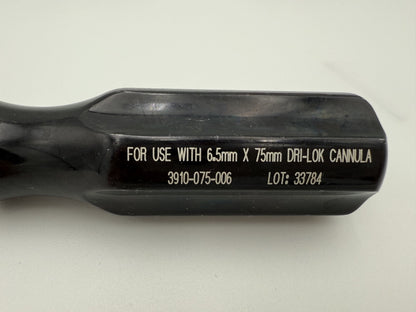 FOR USE WITH 6.5mm X 75mm DRI-LOK CANNULA
3910-075-006 LOT: 33784